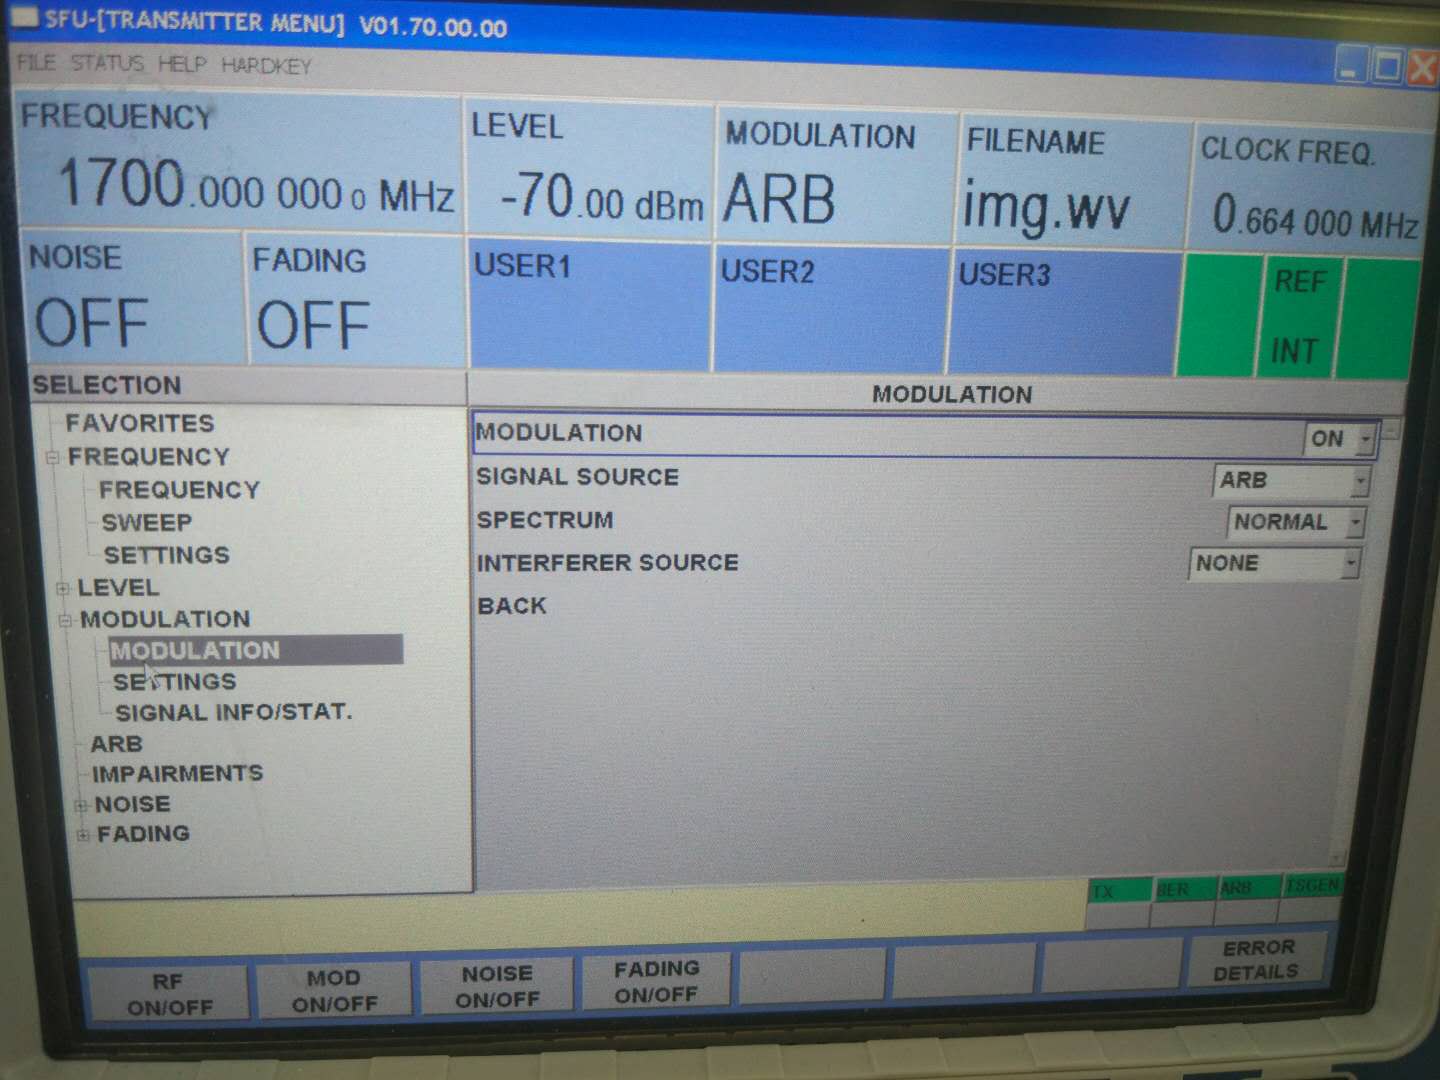 SFU-[TRANSMITTER MENU] V01.70.00.00
FILE STATUS HELP HARDKEY
FREQUENCY
1700.000 000 0 MHz
LEVEL
-70.00 dBm
MODULATION
ARB
FILENAME
img.wv
CLOCK FREQ.
0.664 000 MHz
NOISE
OFF
FADING
OFF
USER1
USER2
USER3
REF
INT
SELECTION
FAVORITES
FREQUENCY
FREQUENCY
SWEEP
SETTINGS
LEVEL
MODULATION
MODULATION
SETTINGS
SIGNAL INFO/STAT.
ARB
IMPAIRMENTS
NOISE
FADING
MODULATION
MODULATION ON
SIGNAL SOURCE ARB
SPECTRUM NORMAL
INTERFERER SOURCE NONE
BACK
TX BER ARB TSGEN
RF
ON/OFF
MOD
ON/OFF
NOISE
ON/OFF
FADING
ON/OFF
ERROR
DETAILS